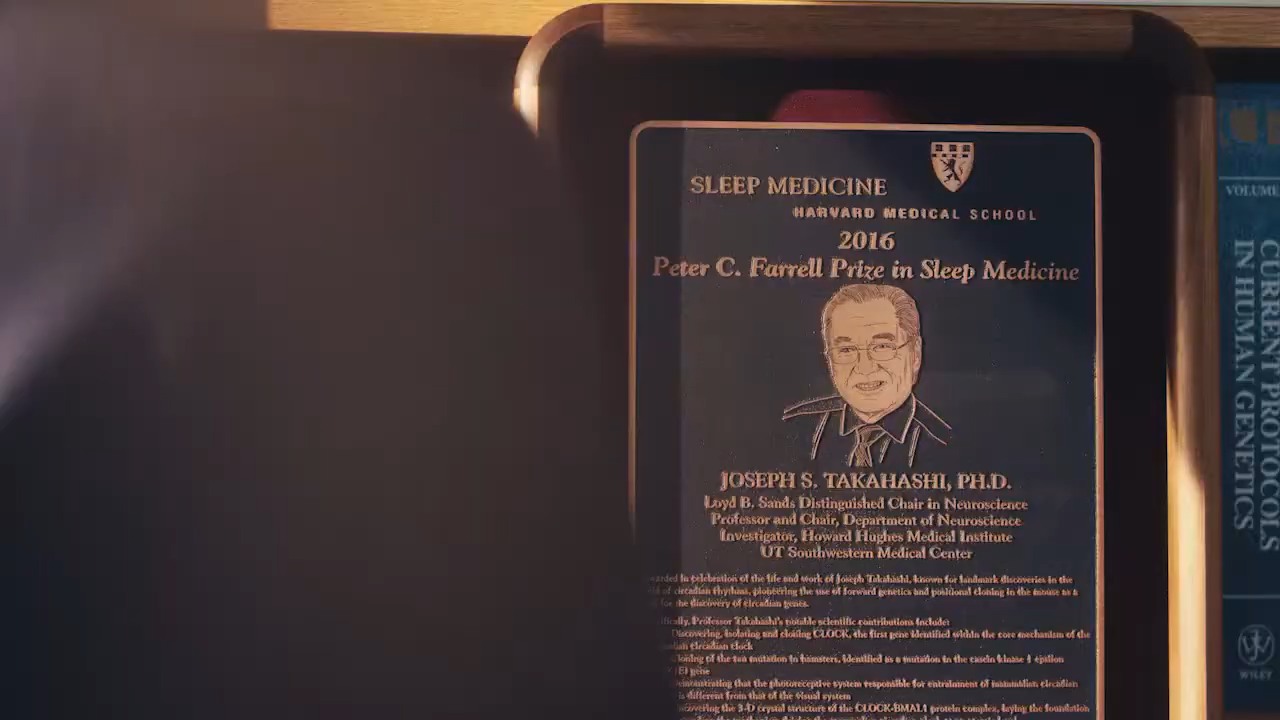 SLEEP MEDICINE
HARVARD MEDICAL SCHOOL
2016
Peter C. Farrell Prize in Sleep Medicine
JOSEPH S. TAKAHASHI, PH.D.
Loyd B. Sands Distinguished Chair in Neuroscience
Professor and Chair, Department of Neuroscience
Investigator, Howard Hughes Medical Institute
UT Southwestern Medical Center
in celebration of the life and work of Joseph Takahashi, known for landmark discoveries in the
of circadian rhythms, pioneering the use of forward genetics and positional cloning in the mouse as a
for the discovery of circadian genes.
Professor Takahashi's notable scientific contributions include:
Discovering, isolating and cloning CLOCK, the first gene identified within the core mechanism of the
circadian clock
Cloning of the tau mutation in hamsters, identified as a mutation in the casein kinase 1 epsilon
gene
Demonstrating that the photoreceptive system responsible for entrainment of mammalian circadian
is different from that of the visual system
the 3-D crystal structure of the CLOCK-BMAL1 protein complex, laying the foundation
VOLUME
CURRENT PROTOCOLS
IN HUMAN GENETICS
WILEY